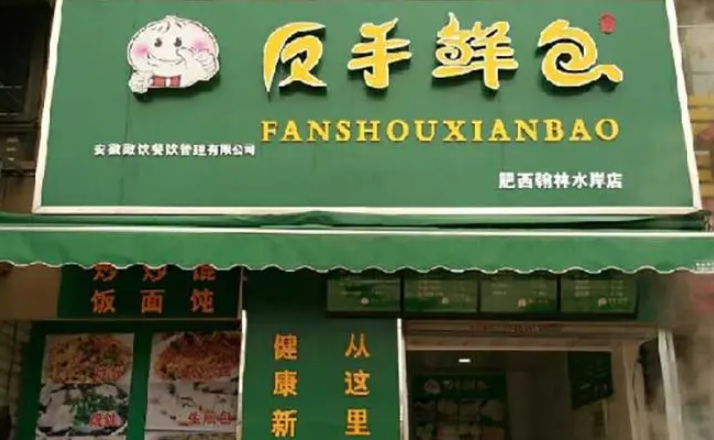 反手鲜包
FANSHOUXIANBAO
安徽敵饮餐饮管理有限公司
肥西翰林水岸店
炒饭
炒面
馄饨
从这里
健康新